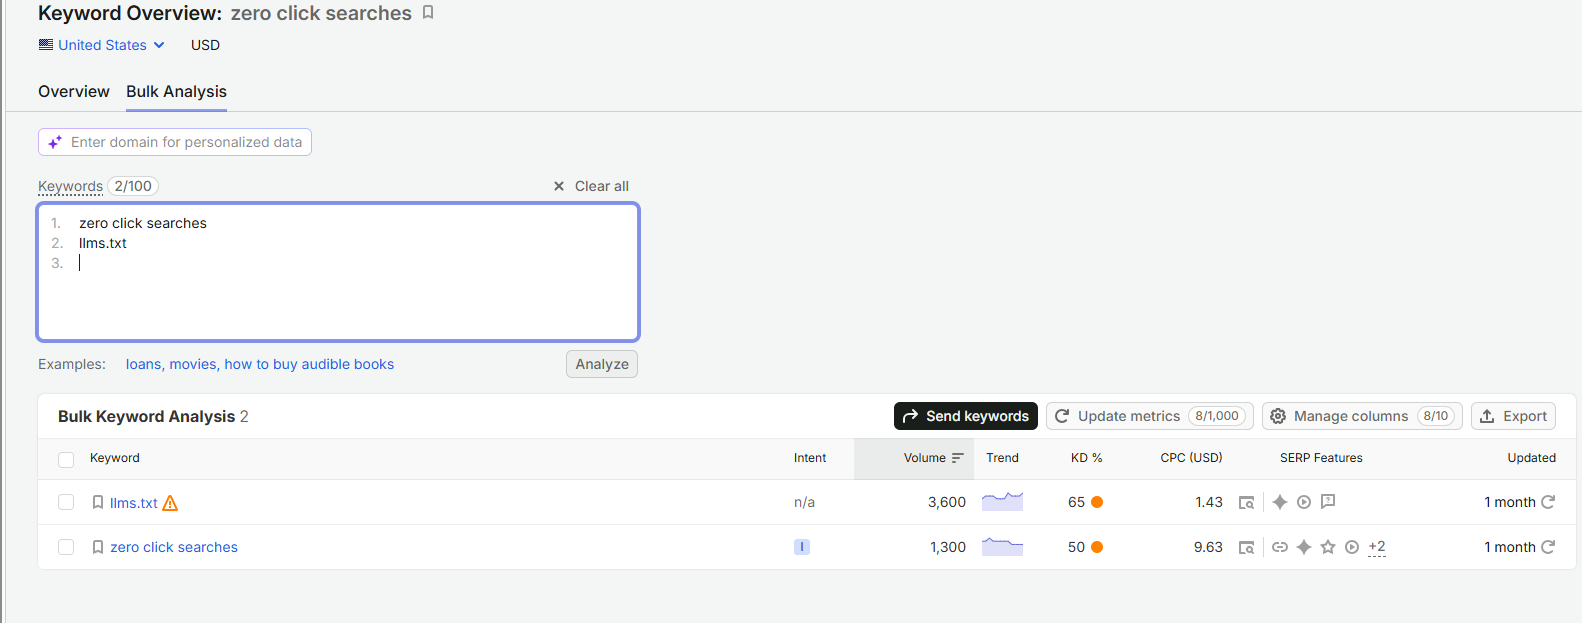 Keyword Overview: zero click searches
United States USD
Overview Bulk Analysis
Enter domain for personalized data
Keywords 2/100 Clear all
1. zero click searches
2. llms.txt
3.
Examples: loans, movies, how to buy audible books Analyze
Bulk Keyword Analysis 2 Send keywords Update metrics 8/1,000 Manage columns 8/10 Export
Keyword Intent Volume Trend KD % CPC (USD) SERP Features Updated
llms.txt n/a 3,600 65 1.43 1 month
zero click searches I 1,300 50 9.63 +2 1 month